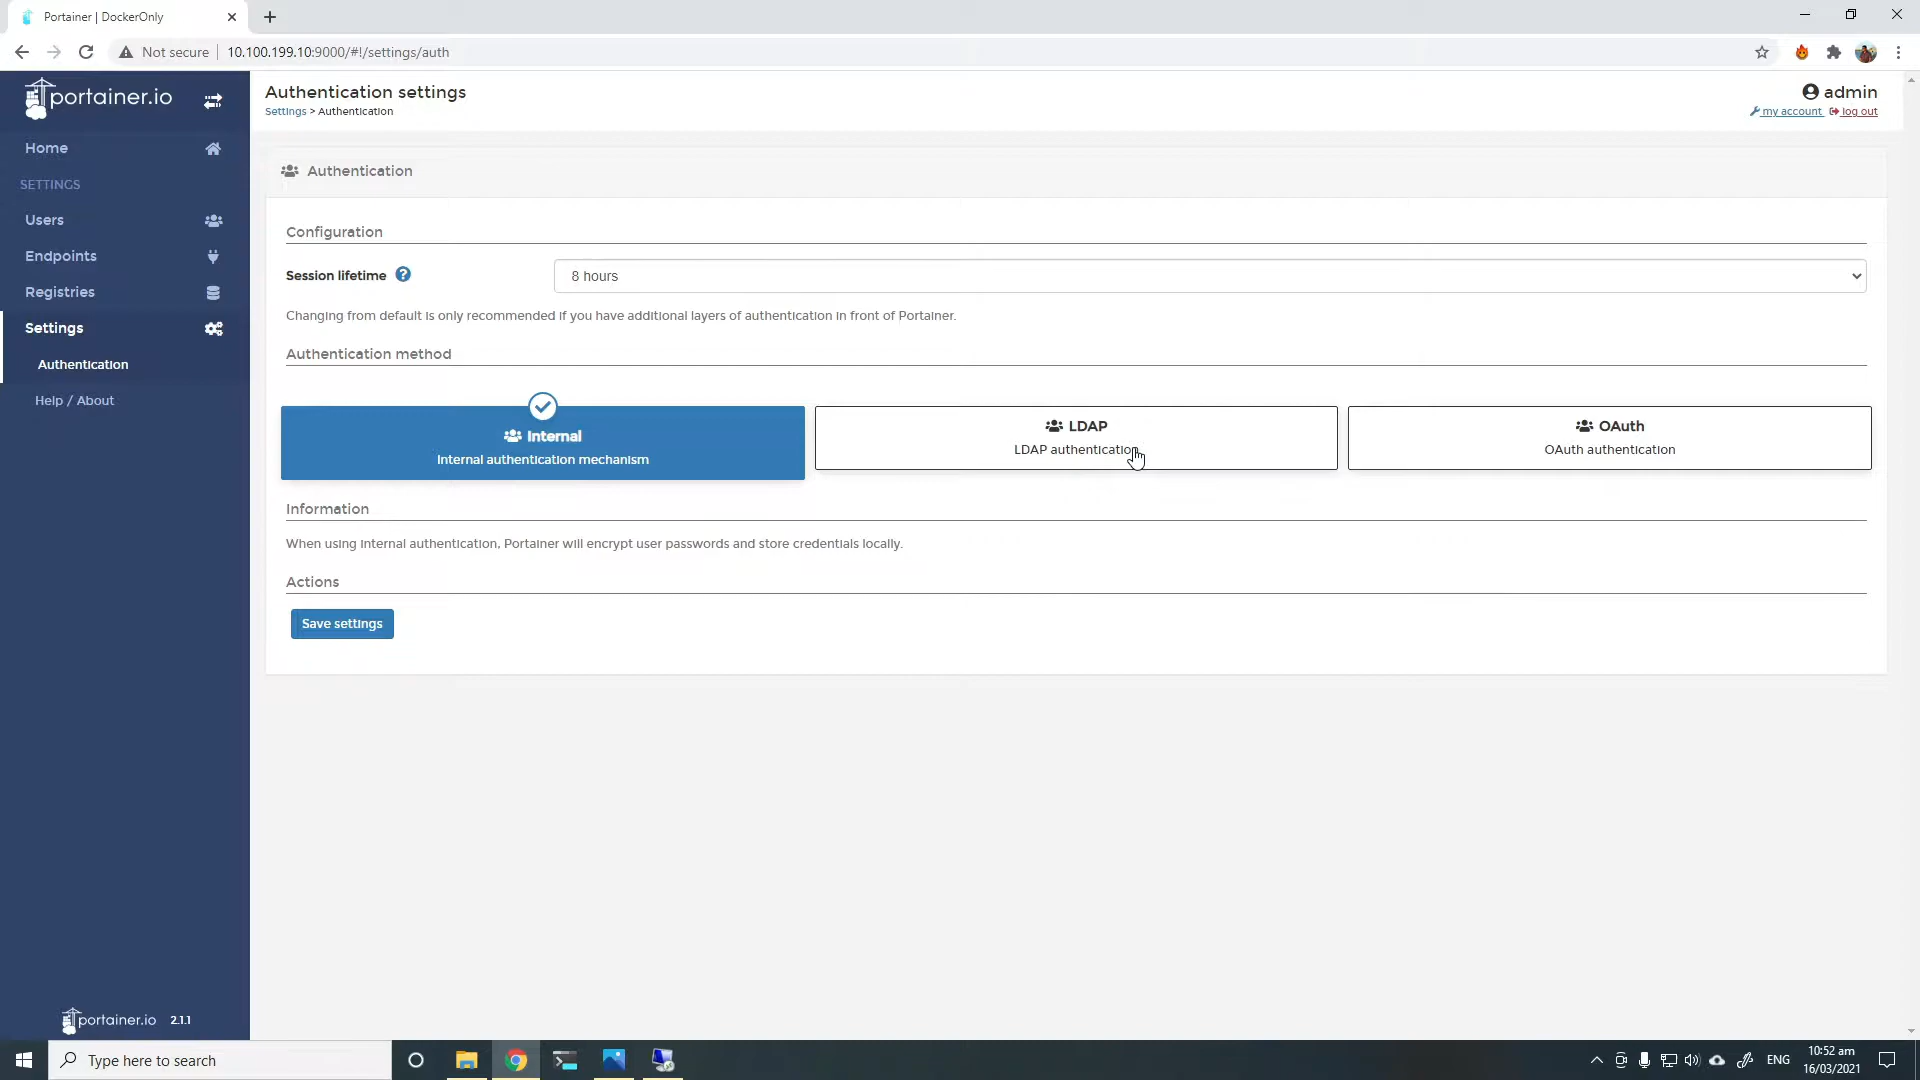 Portainer | DockerOnly
Not secure
10.100.199.10:9000/#!/settings/auth
portainer.io
Home
SETTINGS
Users
Endpoints
Registries
Settings
Authentication
Help / About
portainer.io 2.1.1
Authentication settings
Settings > Authentication
admin
my account log out
Authentication
Configuration
Session lifetime ?
8 hours
Changing from default is only recommended if you have additional layers of authentication in front of Portainer.
Authentication method
Internal
Internal authentication mechanism
LDAP
LDAP authentication
OAuth
OAuth authentication
Information
When using internal authentication, Portainer will encrypt user passwords and store credentials locally.
Actions
Save settings
Type here to search
ENG
10:52 am
16/03/2021